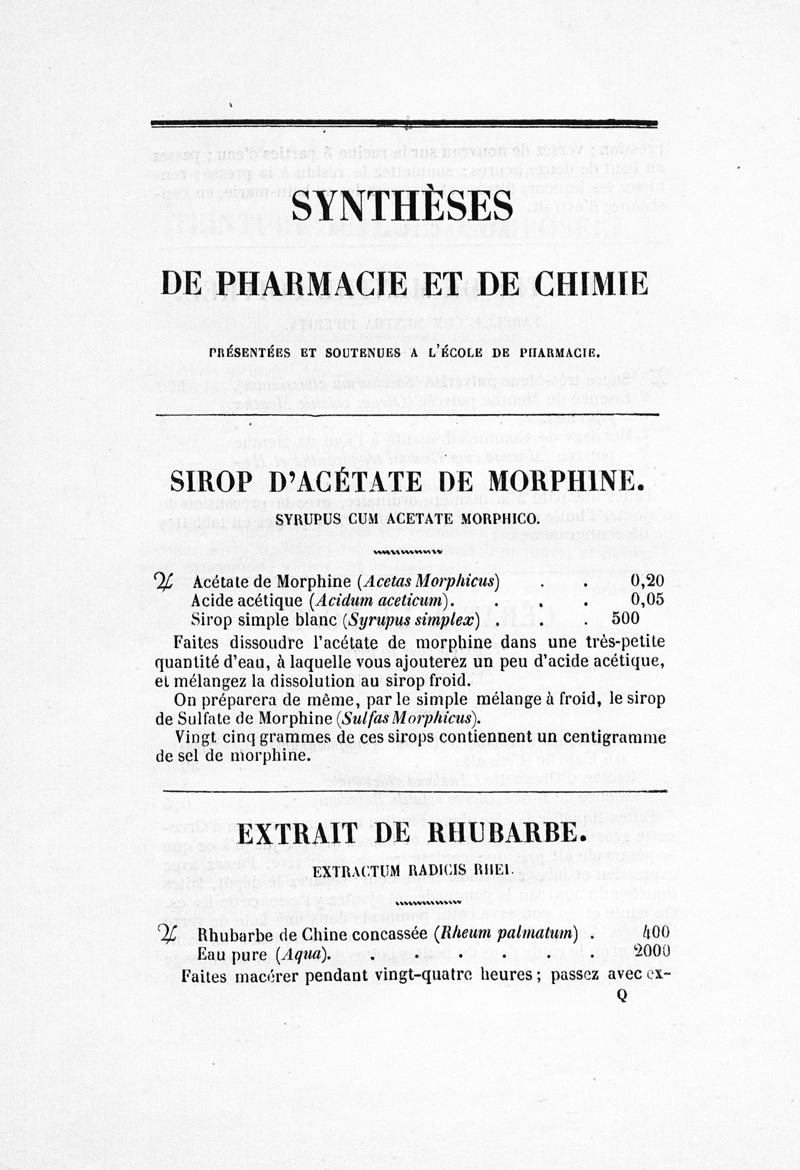 SYNTHÈSES
DE PHARMACIE ET DE CHIMIE
PRÉSENTÉES ET SOUTENUES A L'ÉCOLE DE PHARMACIE.
SIROP D'ACÉTATE DE MORPHINE.
SYRUPUS CUM ACETATE MORPHICO.
♃ Acétate de Morphine (Acetas Morphicus) . . 0,20
Acide acétique (Acidum aceticum). . . . 0,05
Sirop simple blanc (Syrupus simplex) . . . 500
Faites dissoudre l'acétate de morphine dans une très-petite
quantité d'eau, à laquelle vous ajouterez un peu d'acide acétique,
et mélangez la dissolution au sirop froid.
On préparera de même, par le simple mélange à froid, le sirop
de Sulfate de Morphine (Sulfas Morphicus).
Vingt cinq grammes de ces sirops contiennent un centigramme
de sel de morphine.
EXTRAIT DE RHUBARBE.
EXTRACTUM RADICIS RHEI.
♃ Rhubarbe de Chine concassée (Rheum palmatum) . 400
Eau pure (Aqua). . . . . . . 2000
Faites macérer pendant vingt-quatre heures ; passez avec ex-
Q